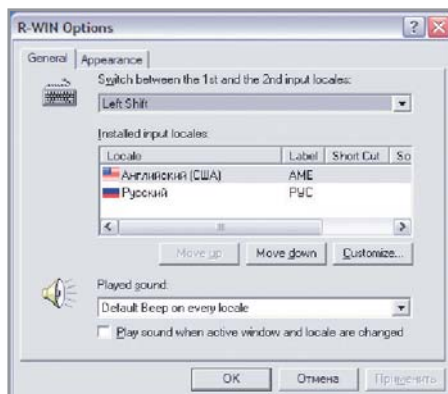 R-WIN Options
General Appearance
Switch between the 1st and the 2nd input locales:
Left Shift
Installed input locales:
Locale Label Short Cut So
Английский (США) АМЕ
Русский РУС
Move up Move down Customize...
Played sound:
Default Beep on every locale
Play sound when active window and locale are changed
OK Отмена Применить